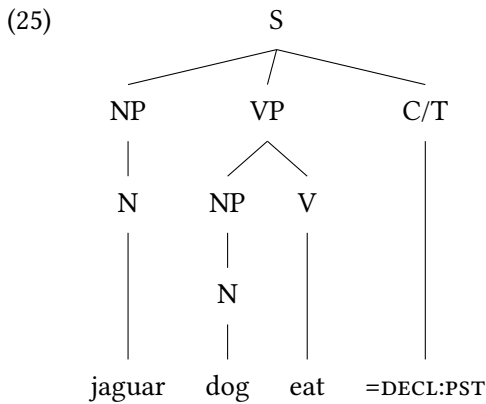 (25) S
NP VP C/T
N NP V
N
jaguar dog eat =DECL:PST